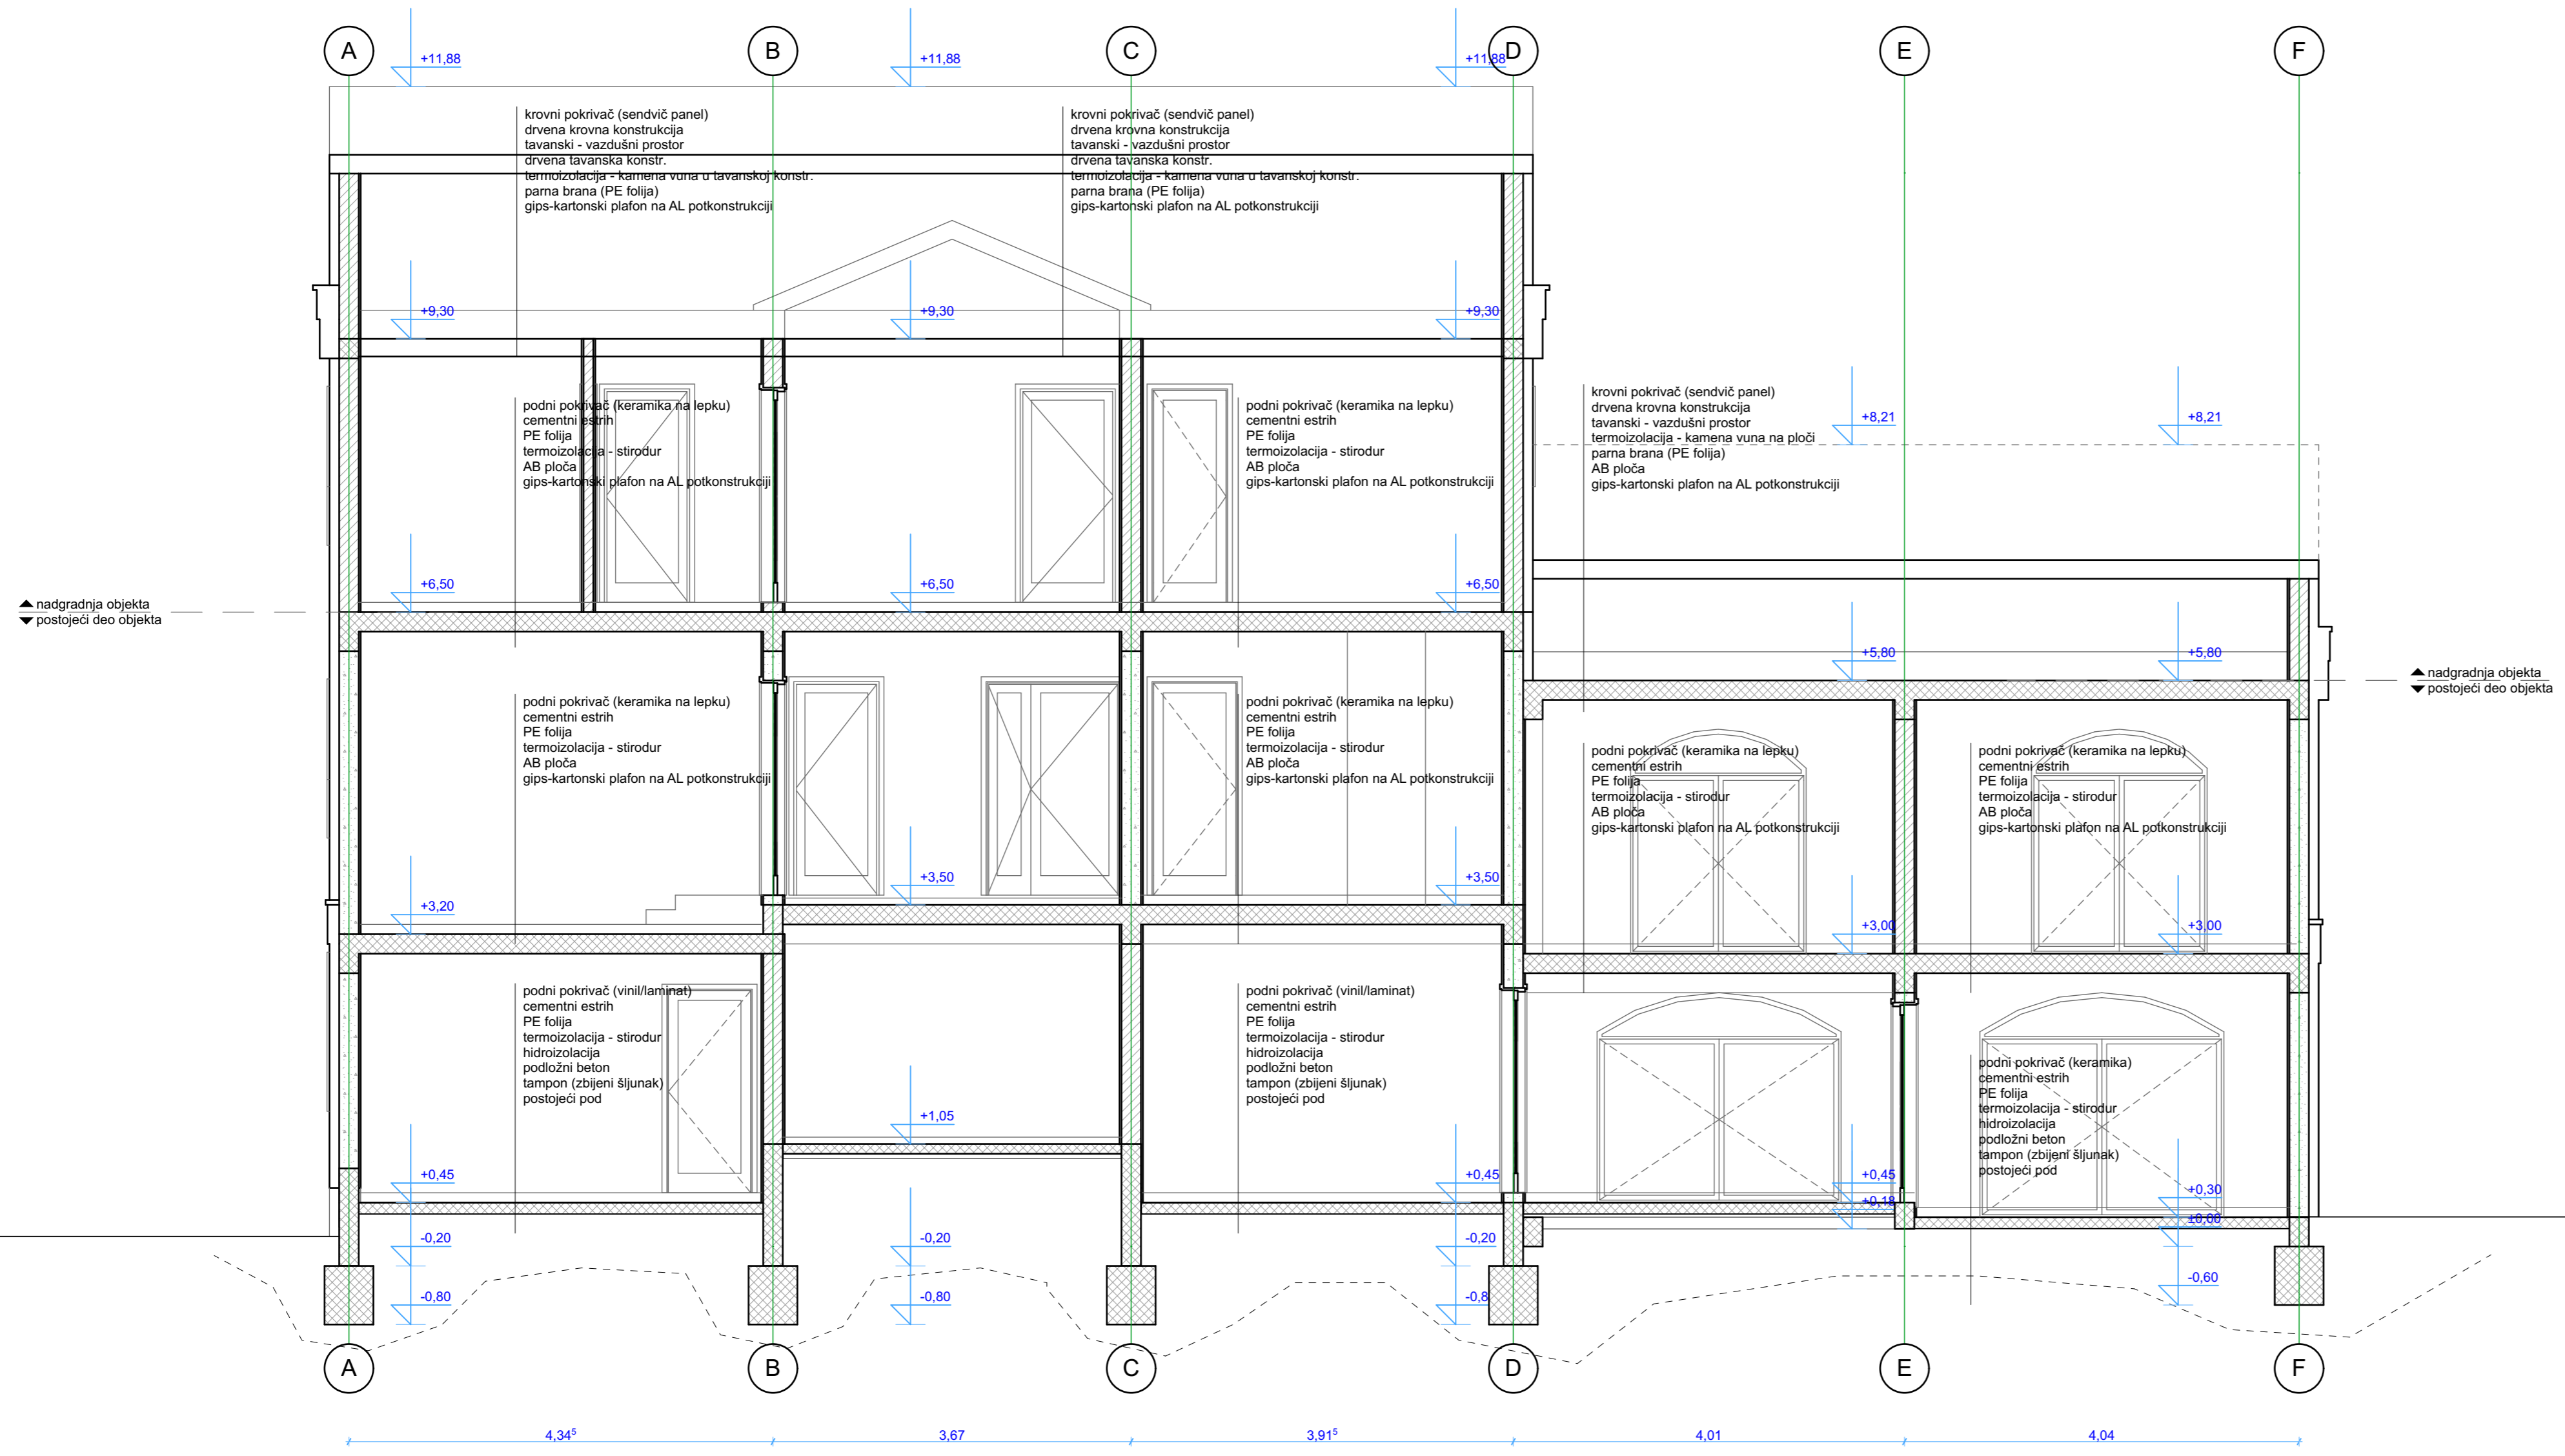 A
B
C
D
E
F
+11,88
+11,88
+11,88
krovni pokrivač (sendvič panel)
drvena krovna konstrukcija
tavanski - vazdušni prostor
drvena tavanska konstr.
termoizolacija - kamena vuna u tavanskoj konstr.
parna brana (PE folija)
gips-kartonski plafon na AL potkonstrukciji
krovni pokrivač (sendvič panel)
drvena krovna konstrukcija
tavanski - vazdušni prostor
drvena tavanska konstr.
termoizolacija - kamena vuna u tavanskoj konstr.
parna brana (PE folija)
gips-kartonski plafon na AL potkonstrukciji
+9,30
+9,30
+9,30
podni pokrivač (keramika na lepku)
cementni estrih
PE folija
termoizolacija - stirodur
AB ploča
gips-kartonski plafon na AL potkonstrukciji
podni pokrivač (keramika na lepku)
cementni estrih
PE folija
termoizolacija - stirodur
AB ploča
gips-kartonski plafon na AL potkonstrukciji
krovni pokrivač (sendvič panel)
drvena krovna konstrukcija
tavanski - vazdušni prostor
termoizolacija - kamena vuna na ploči
parna brana (PE folija)
AB ploča
gips-kartonski plafon na AL potkonstrukciji
+8,21
+8,21
+6,50
+6,50
+6,50
nadgradnja objekta
postojeći deo objekta
+5,80
+5,80
nadgradnja objekta
postojeći deo objekta
podni pokrivač (keramika na lepku)
cementni estrih
PE folija
termoizolacija - stirodur
AB ploča
gips-kartonski plafon na AL potkonstrukciji
podni pokrivač (keramika na lepku)
cementni estrih
PE folija
termoizolacija - stirodur
AB ploča
gips-kartonski plafon na AL potkonstrukciji
podni pokrivač (keramika na lepku)
cementni estrih
PE folija
termoizolacija - stirodur
AB ploča
gips-kartonski plafon na AL potkonstrukciji
podni pokrivač (keramika na lepku)
cementni estrih
PE folija
termoizolacija - stirodur
AB ploča
gips-kartonski plafon na AL potkonstrukciji
+3,20
+3,50
+3,50
+3,00
+3,00
podni pokrivač (vinil/laminat)
cementni estrih
PE folija
termoizolacija - stirodur
hidroizolacija
podložni beton
tampon (zbijeni šljunak)
postojeći pod
podni pokrivač (vinil/laminat)
cementni estrih
PE folija
termoizolacija - stirodur
hidroizolacija
podložni beton
tampon (zbijeni šljunak)
postojeći pod
podni pokrivač (keramika)
cementni estrih
PE folija
termoizolacija - stirodur
hidroizolacija
podložni beton
tampon (zbijeni šljunak)
postojeći pod
+1,05
+0,45
+0,45
+0,45
+0,18
+0,30
±0,00
-0,20
-0,20
-0,20
-0,60
-0,80
-0,80
-0,8
A
B
C
D
E
F
4,34⁵
3,67
3,91⁵
4,01
4,04